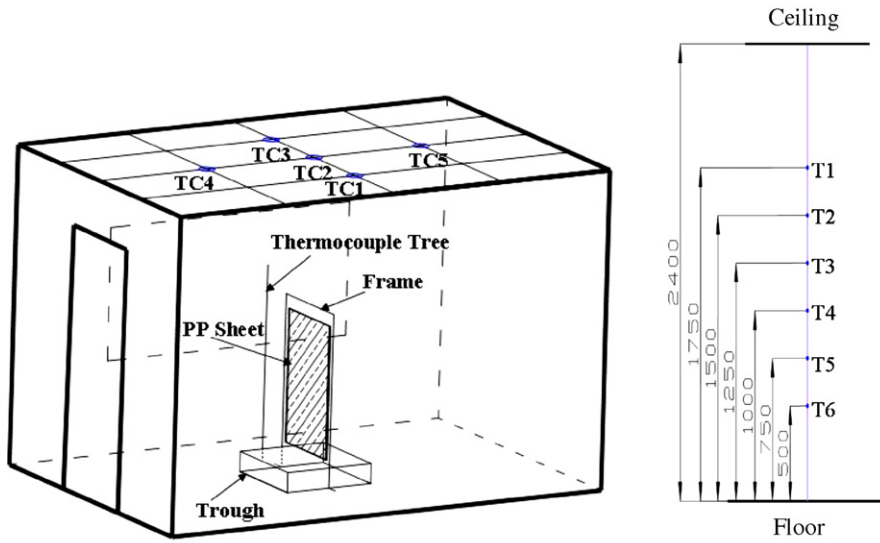 Ceiling
TC3
TC5
TC2
TC4
TC1
Thermocouple Tree
Frame
PP Sheet
Trough
T1
T2
T3
T4
T5
T6
2400
1750
1500
1250
1000
750
500
Floor